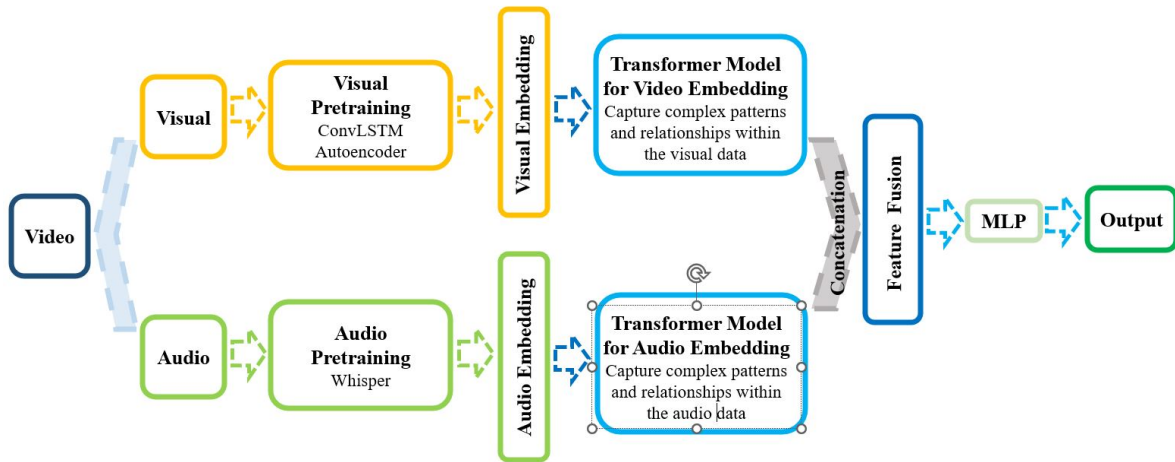 Video
Visual
Visual
Pretraining
ConvLSTM
Autoencoder
Visual Embedding
Transformer Model
for Video Embedding
Capture complex patterns
and relationships within
the visual data
Audio
Audio
Pretraining
Whisper
Audio Embedding
Transformer Model
for Audio Embedding
Capture complex patterns
and relationships within
the audio data
Concatenation
Feature Fusion
MLP
Output